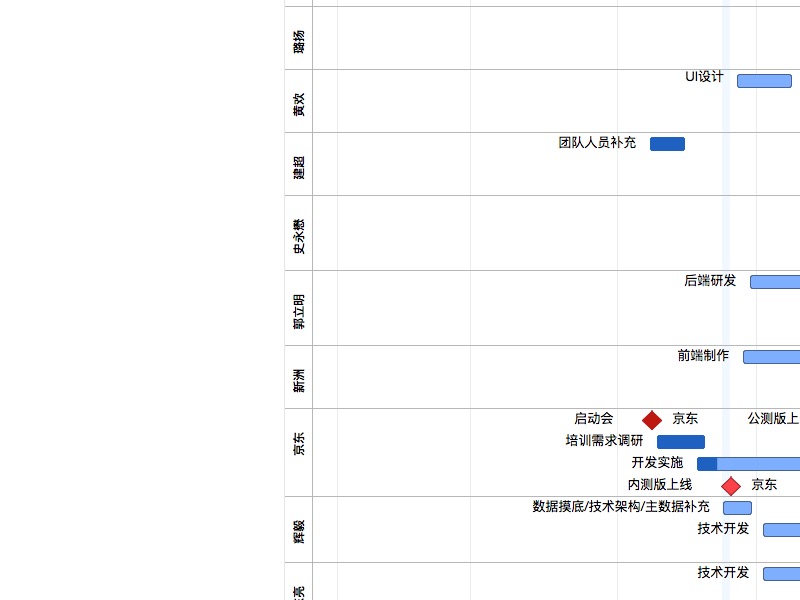 璐扬
黄欢
UI设计
建超
团队人员补充
史永懋
郭立明
后端研发
新洲
前端制作
京东
启动会 京东 公测版上
培训需求调研
开发实施
内测版上线 京东
辉毅
数据摸底/技术架构/主数据补充
技术开发
技术开发
亮